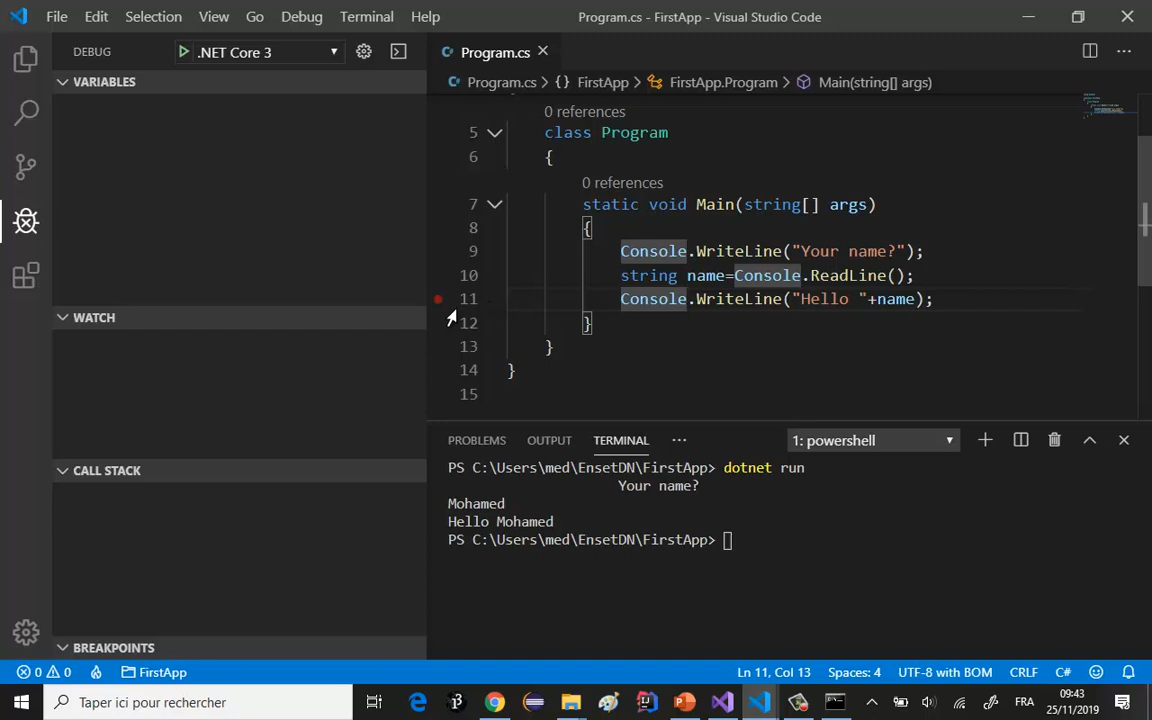 File Edit Selection View Go Debug Terminal Help
Program.cs - FirstApp - Visual Studio Code
DEBUG
.NET Core 3
VARIABLES
WATCH
CALL STACK
BREAKPOINTS
Program.cs
Program.cs > {} FirstApp > FirstApp.Program > Main(string[] args)
0 references
5 class Program
6 {
0 references
7 static void Main(string[] args)
8 {
9 Console.WriteLine("Your name?");
10 string name=Console.ReadLine();
11 Console.WriteLine("Hello "+name);
12 }
13 }
14 }
15
PROBLEMS OUTPUT TERMINAL ... 1: powershell
PS C:\Users\med\EnsetDN\FirstApp> dotnet run
Your name?
Mohamed
Hello Mohamed
PS C:\Users\med\EnsetDN\FirstApp>
0 0 FirstApp Ln 11, Col 13 Spaces: 4 UTF-8 with BOM CRLF C#
Taper ici pour rechercher
FRA
09:43
25/11/2019